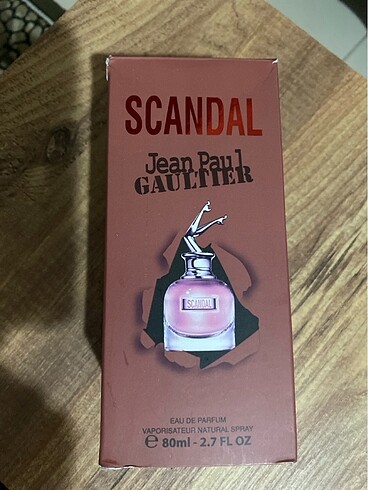 SCANDAL
Jean Paul
GAULTIER
SCANDAL
EAU DE PARFUM
VAPORISATEUR NATURAL SPRAY
℮ 80ml - 2.7 FL OZ